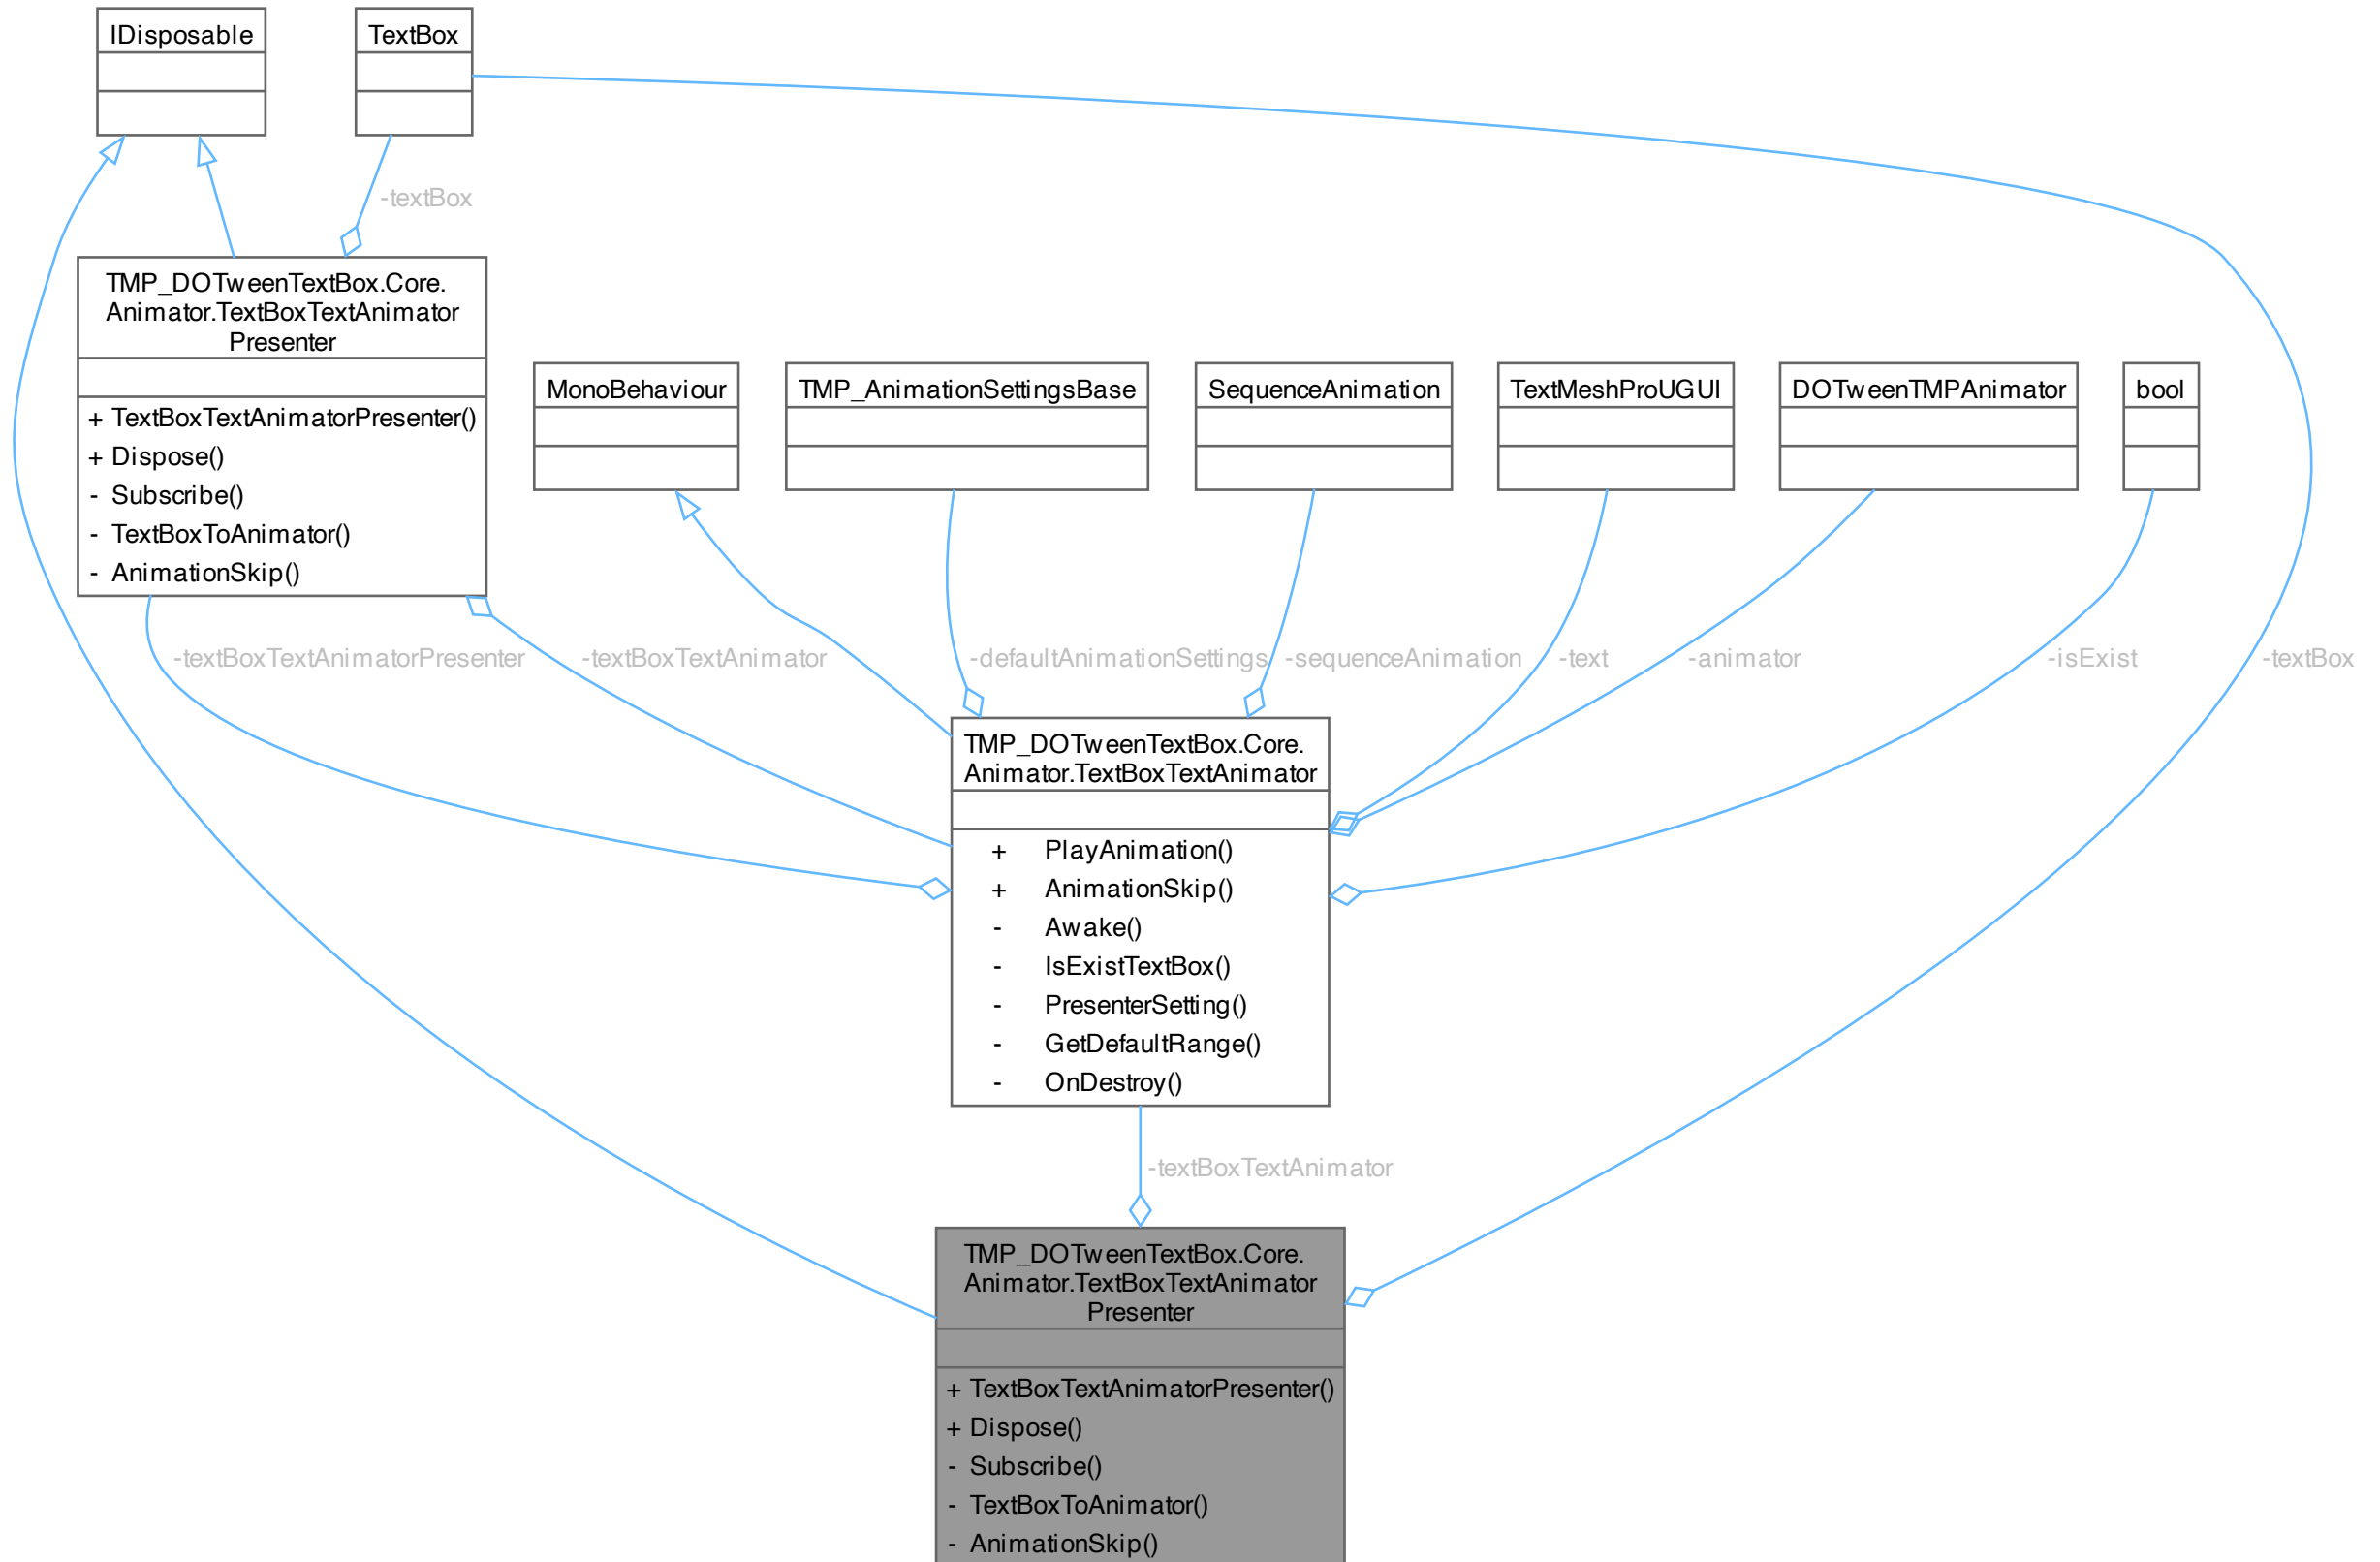 IDisposable
TextBox
-textBox
TMP_DOTweenTextBox.Core.
Animator.TextBoxTextAnimator
Presenter
+ TextBoxTextAnimatorPresenter()
+ Dispose()
- Subscribe()
- TextBoxToAnimator()
- AnimationSkip()
MonoBehaviour
TMP_AnimationSettingsBase
SequenceAnimation
TextMeshProUGUI
DOTweenTMPAnimator
bool
-textBoxTextAnimatorPresenter
-textBoxTextAnimator
-defaultAnimationSettings
-sequenceAnimation
-text
-animator
-isExist
-textBox
TMP_DOTweenTextBox.Core.
Animator.TextBoxTextAnimator
+ PlayAnimation()
+ AnimationSkip()
- Awake()
- IsExistTextBox()
- PresenterSetting()
- GetDefaultRange()
- OnDestroy()
-textBoxTextAnimator
TMP_DOTweenTextBox.Core.
Animator.TextBoxTextAnimator
Presenter
+ TextBoxTextAnimatorPresenter()
+ Dispose()
- Subscribe()
- TextBoxToAnimator()
- AnimationSkip()